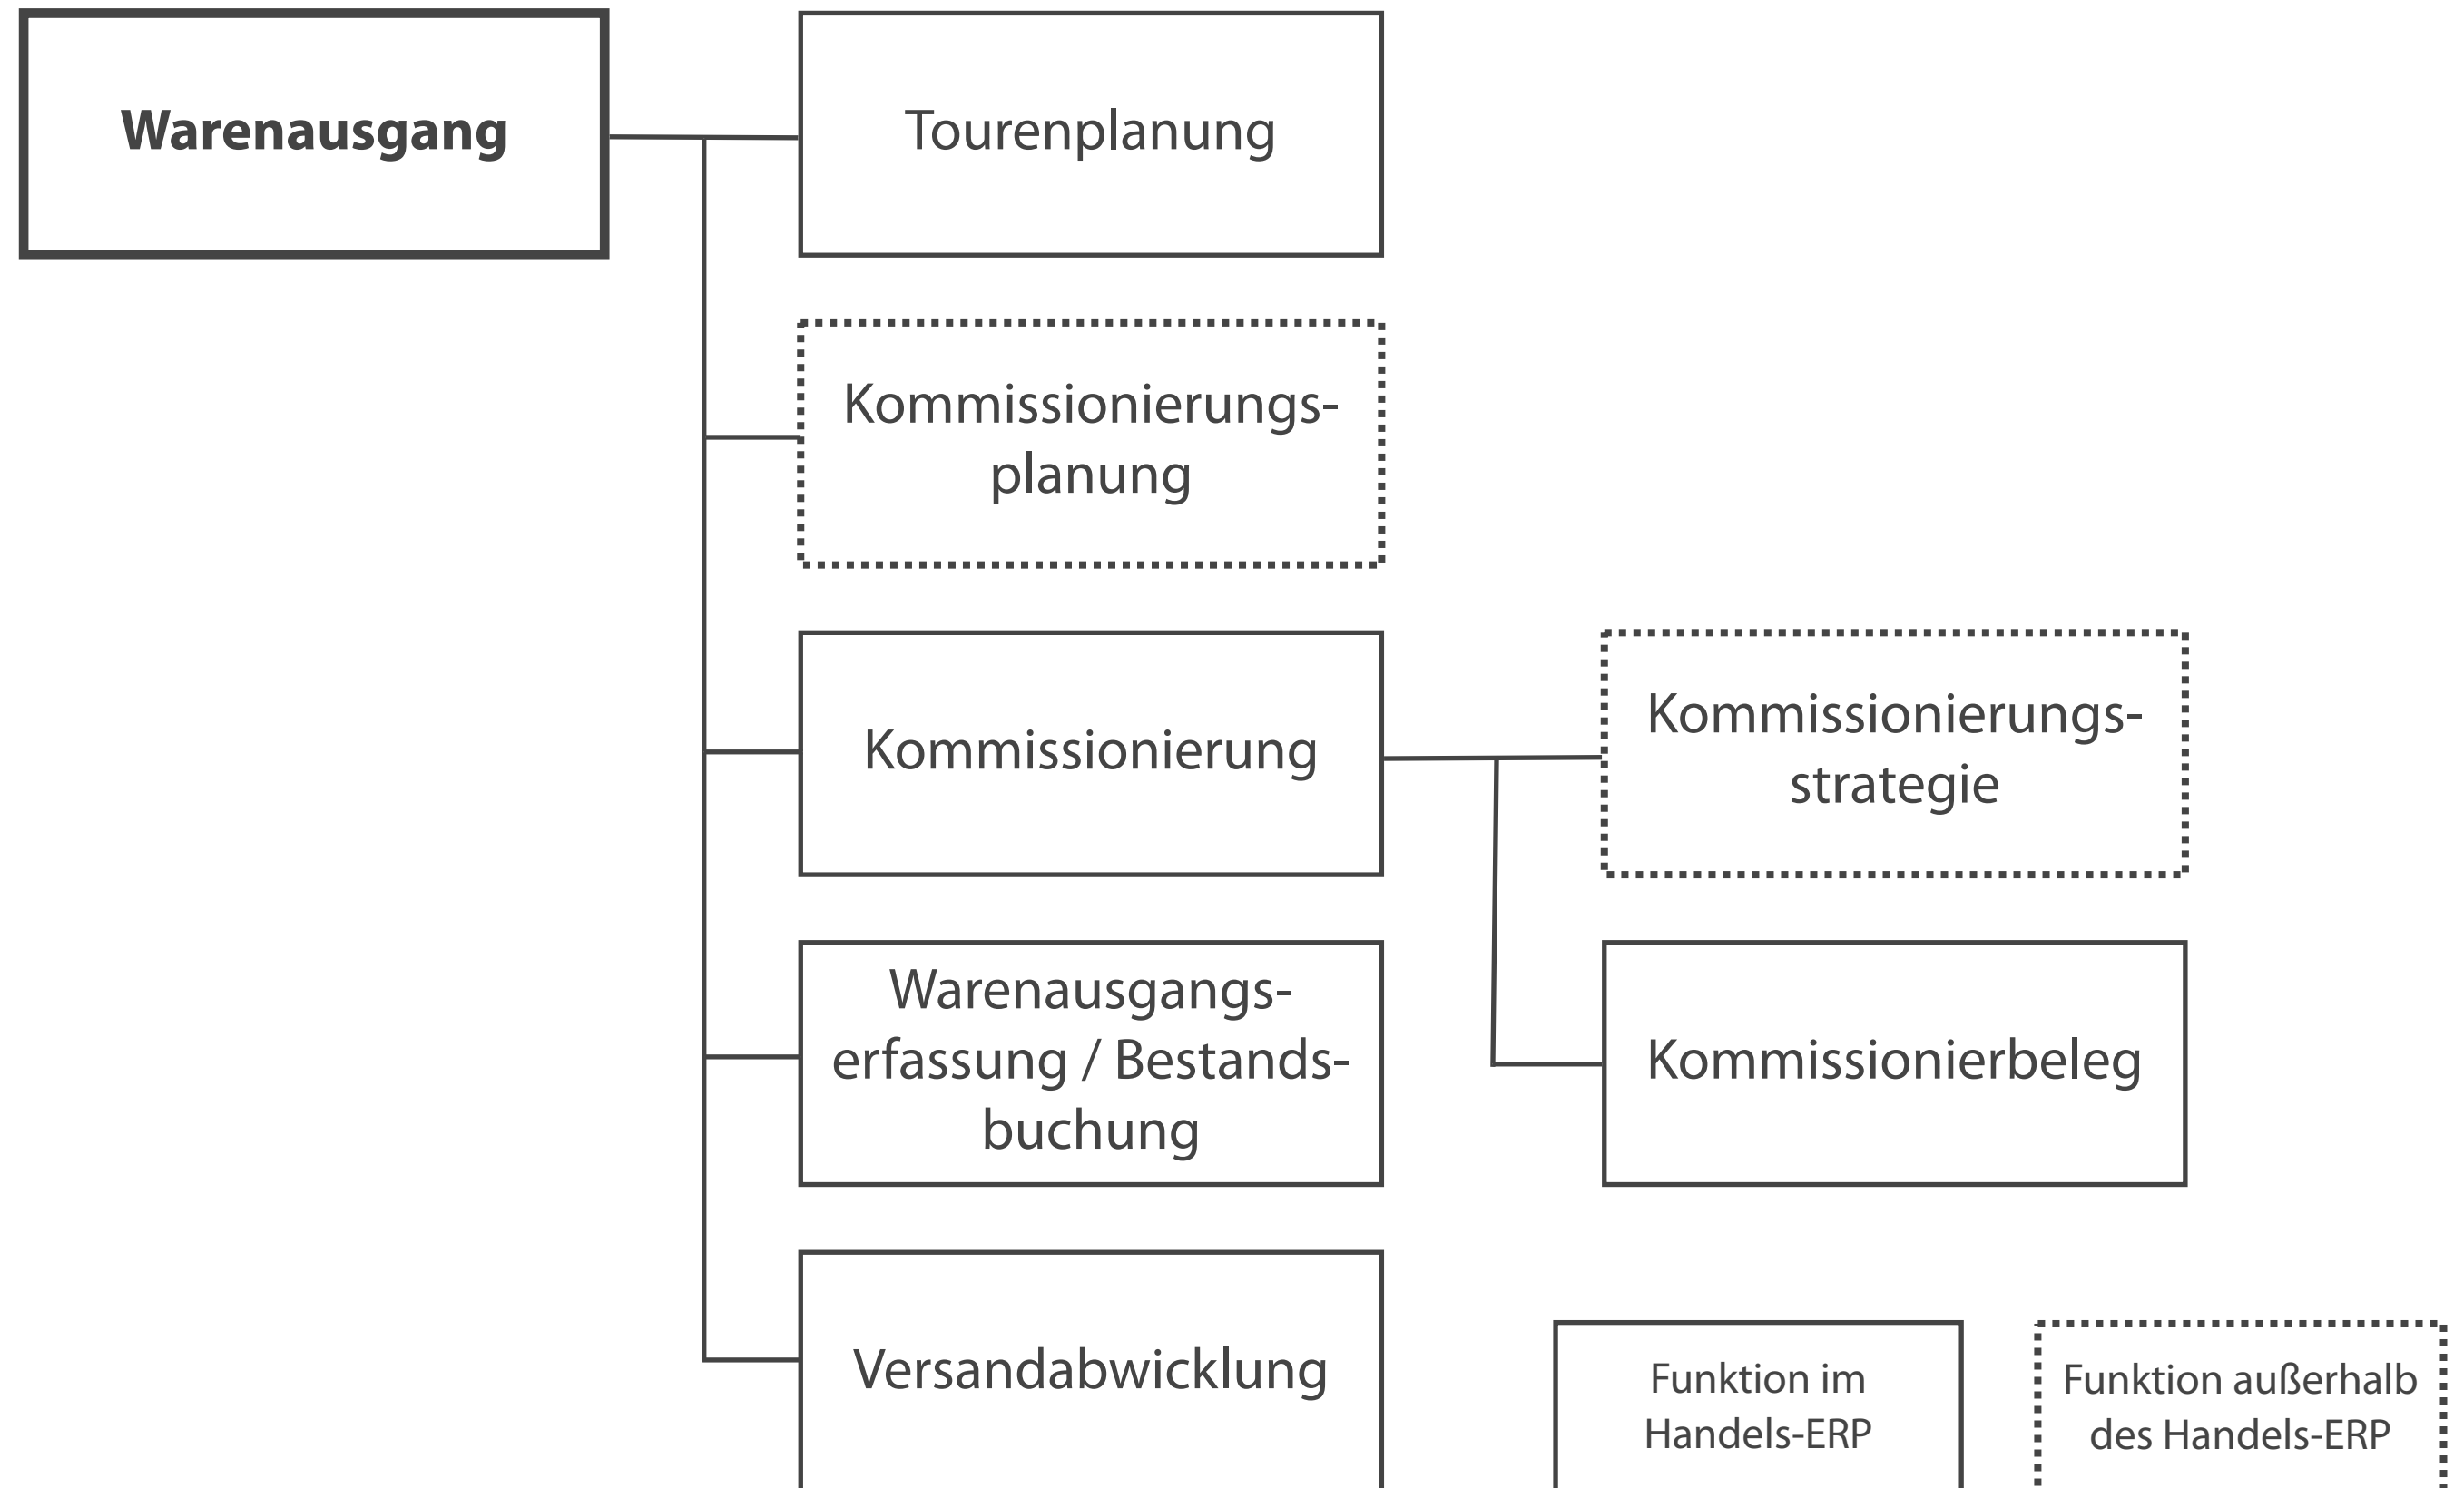 Warenausgang
Tourenplanung
Kommissionierungs-
planung
Kommissionierung
Kommissionierungs-
strategie
Warenausgangs-
erfassung / Bestands-
buchung
Kommissionierbeleg
Versandabwicklung
Funktion im
Handels-ERP
Funktion außerhalb
des Handels-ERP